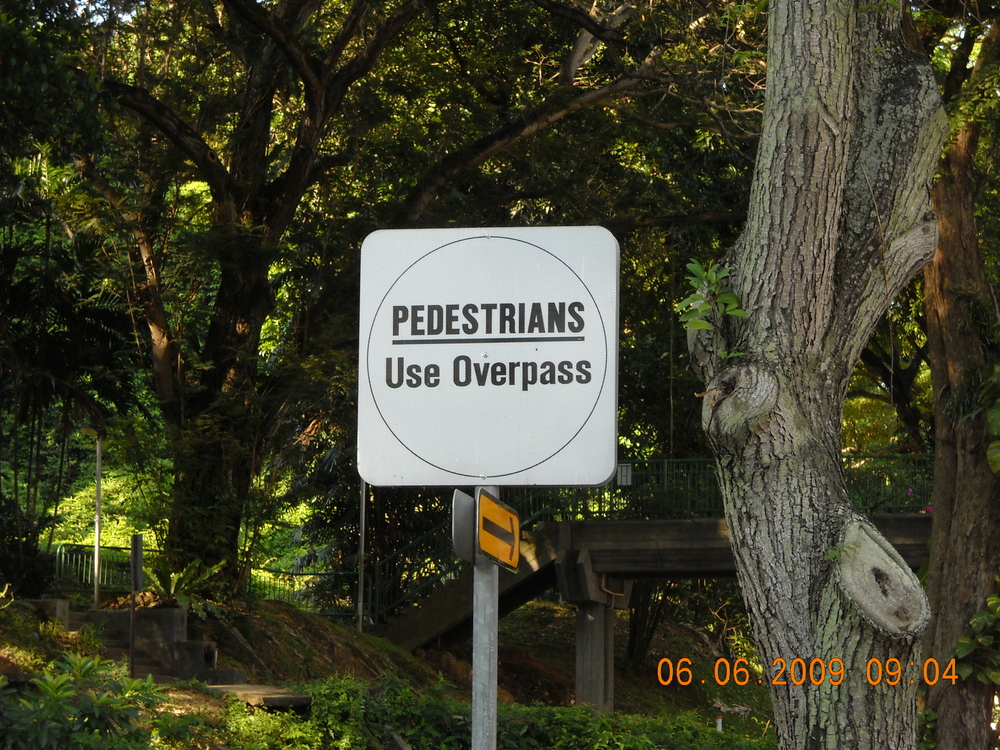 PEDESTRIANS
Use Overpass
06.06.2009 09:04